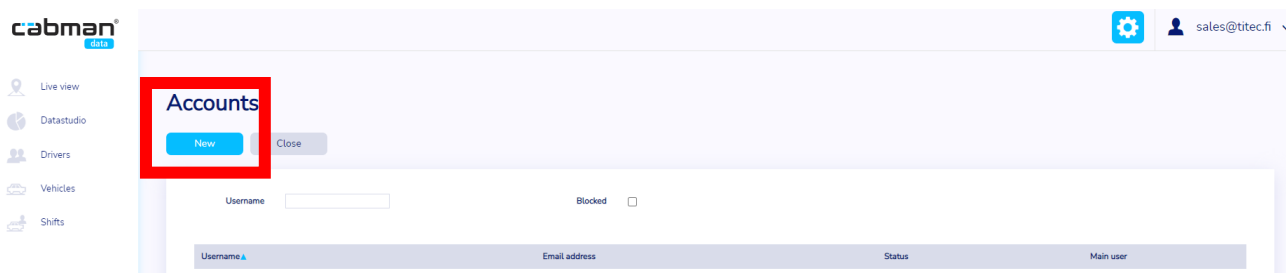 cabman®
data
sales@titec.fi
Live view
Datastudio
Drivers
Vehicles
Shifts
Accounts
New Close
Username Blocked
Username Email address Status Main user